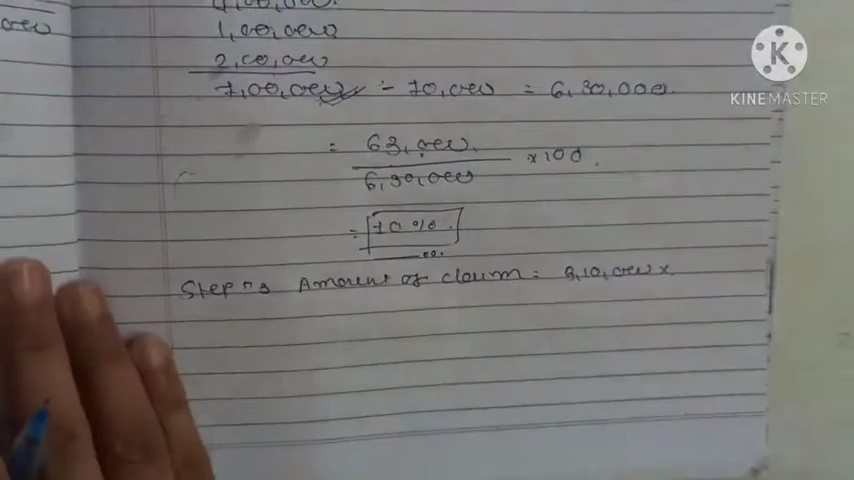 1,00,000
2,00,000
7,00,000 - 70,000 = 6,30,000.
= 63,000.
6,30,000 × 100.
= 10 %.
Step-3 Amount of claim = 9,10,000 ×
K
KINEMASTER